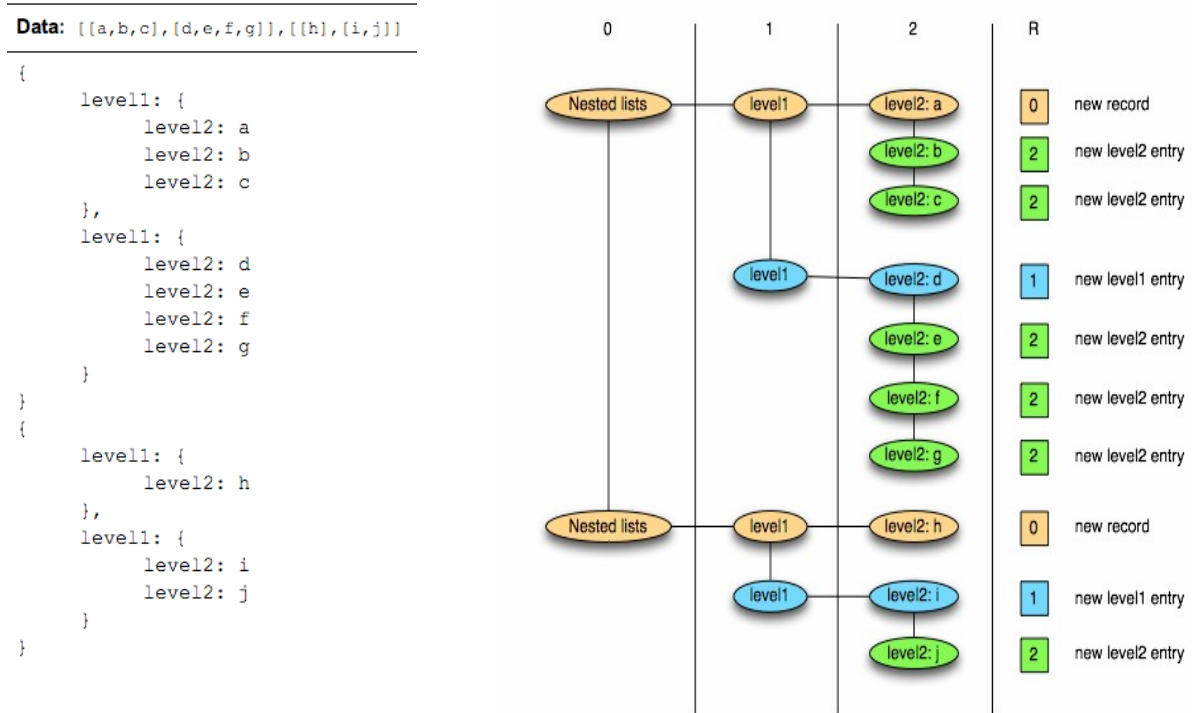 Data: [[a,b,c],[d,e,f,g]],[[h],[i,j]]
{
level1: {
level2: a
level2: b
level2: c
},
level1: {
level2: d
level2: e
level2: f
level2: g
}
}
{
level1: {
level2: h
},
level1: {
level2: i
level2: j
}
}
0 1 2 R
Nested lists level1 level2: a 0 new record
level2: b 2 new level2 entry
level2: c 2 new level2 entry
level1 level2: d 1 new level1 entry
level2: e 2 new level2 entry
level2: f 2 new level2 entry
level2: g 2 new level2 entry
Nested lists level1 level2: h 0 new record
level1 level2: i 1 new level1 entry
level2: j 2 new level2 entry